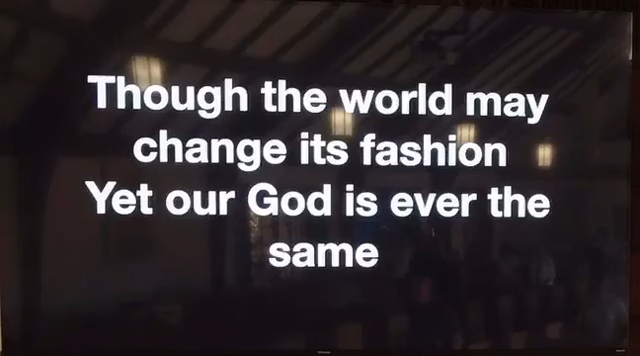 Though the world may
change its fashion
Yet our God is ever the
same